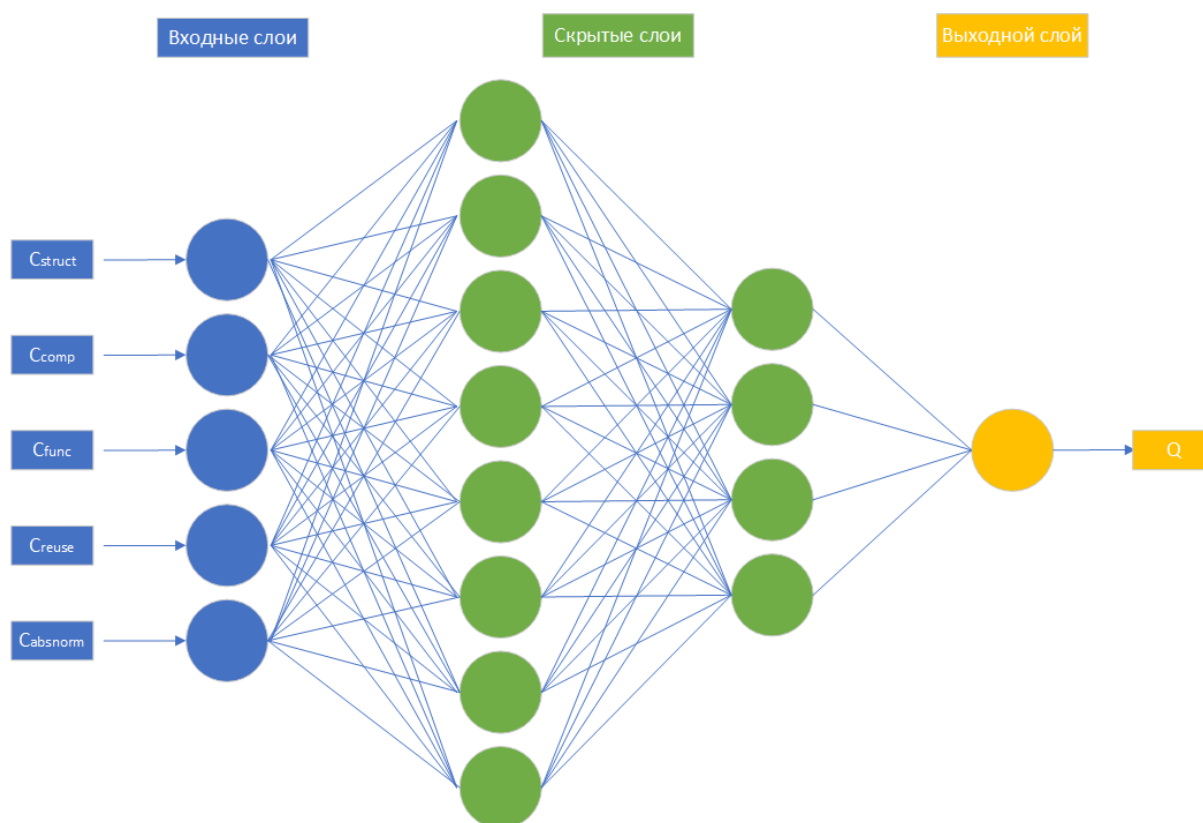 Входные слои
Скрытые слои
Выходной слой
Cstruct
Ccomp
Cfunc
Creuse
Cabsnorm
Q